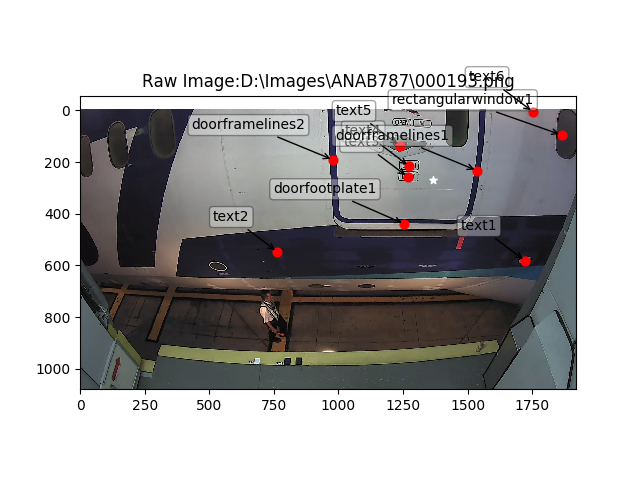 text6
Raw Image:D:\Images\ANAB787\000193.png
rectangularwindow1
text5
doorframelines2
doorframelines1
doorfootplate1
text2
text1
0
200
400
600
800
1000
0
250
500
750
1000
1250
1500
1750